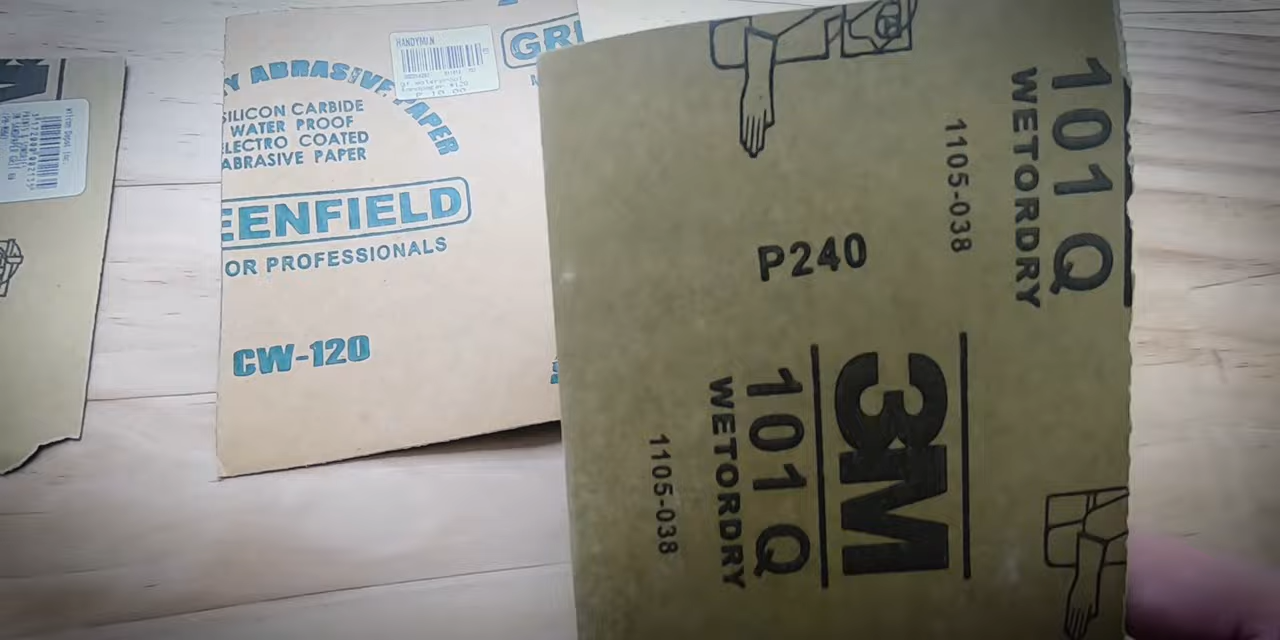 HANDYMAN
GR
Y ABRASIVE PAPER
SILICON CARBIDE
WATER PROOF
ELECTRO COATED
ABRASIVE PAPER
EENFIELD
OR PROFESSIONALS
CW-120
101Q
WETORDRY
1105-038
P240
3M
101Q
WETORDRY
1105-038